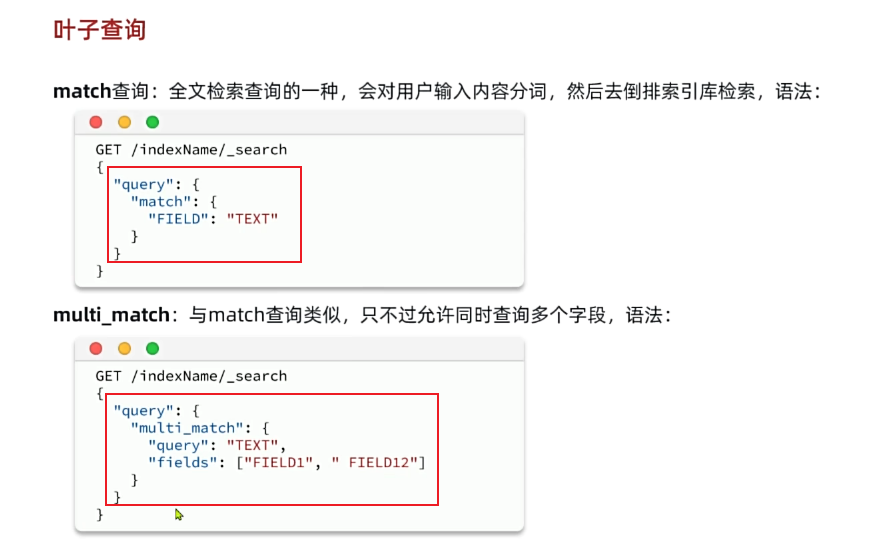 叶子查询
match查询：全文检索查询的一种，会对用户输入内容分词，然后去倒排索引库检索，语法：
GET /indexName/_search
{
"query": {
"match": {
"FIELD": "TEXT"
}
}
}
multi_match：与match查询类似，只不过允许同时查询多个字段，语法：
GET /indexName/_search
{
"query": {
"multi_match": {
"query": "TEXT",
"fields": ["FIELD1", " FIELD12"]
}
}
}